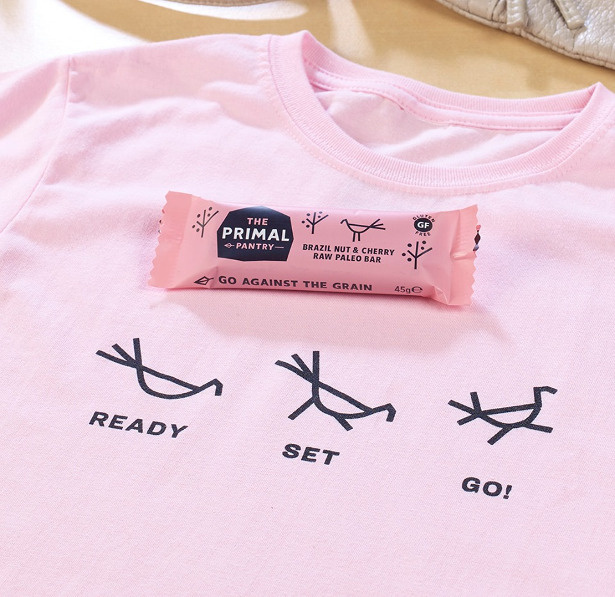 THE
PRIMAL
PANTRY
BRAZIL NUT & CHERRY
RAW PALEO BAR
GLUTEN
GF
FREE
GO AGAINST THE GRAIN
45g℮
READY
SET
GO!